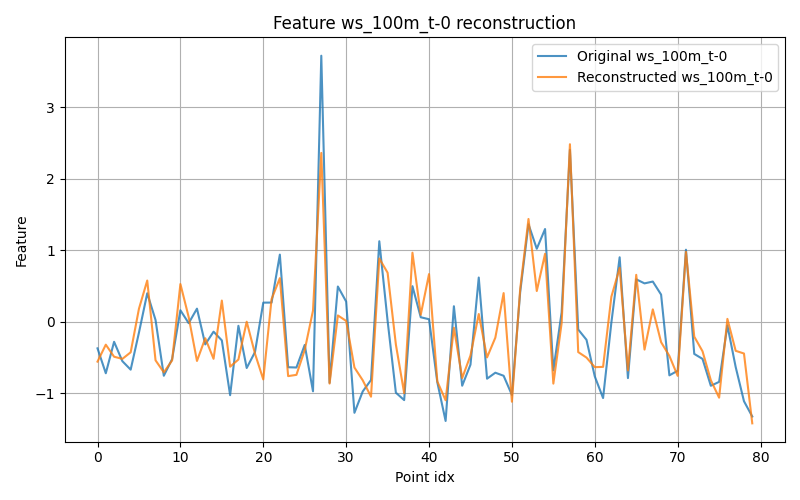 Feature ws_100m_t-0 reconstruction
Original ws_100m_t-0
Reconstructed ws_100m_t-0
Feature
3
2
1
0
−1
0 10 20 30 40 50 60 70 80
Point idx